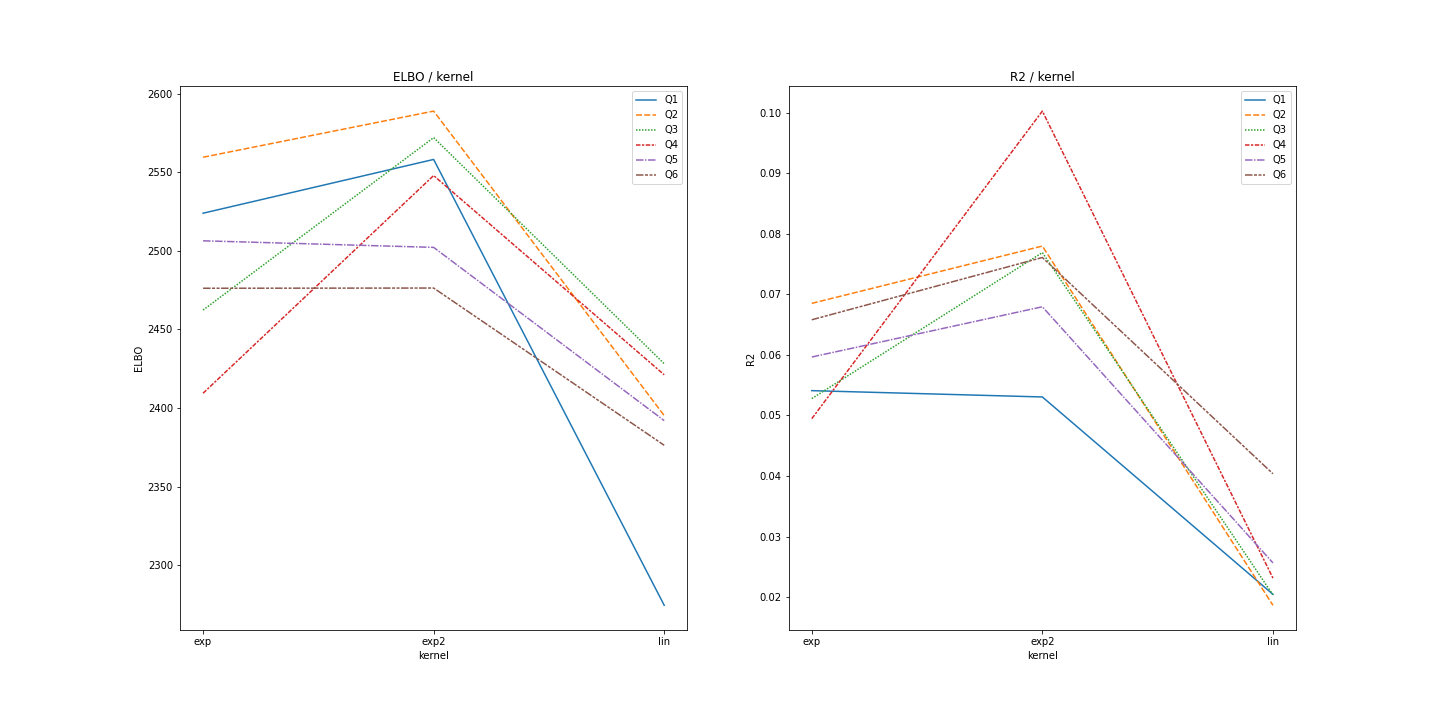 ELBO / kernel
2600
2550
2500
2450
2400
2350
2300
ELBO
exp
exp2
lin
kernel
Q1
Q2
Q3
Q4
Q5
Q6
R2 / kernel
0.10
0.09
0.08
0.07
0.06
0.05
0.04
0.03
0.02
R2
exp
exp2
lin
kernel
Q1
Q2
Q3
Q4
Q5
Q6